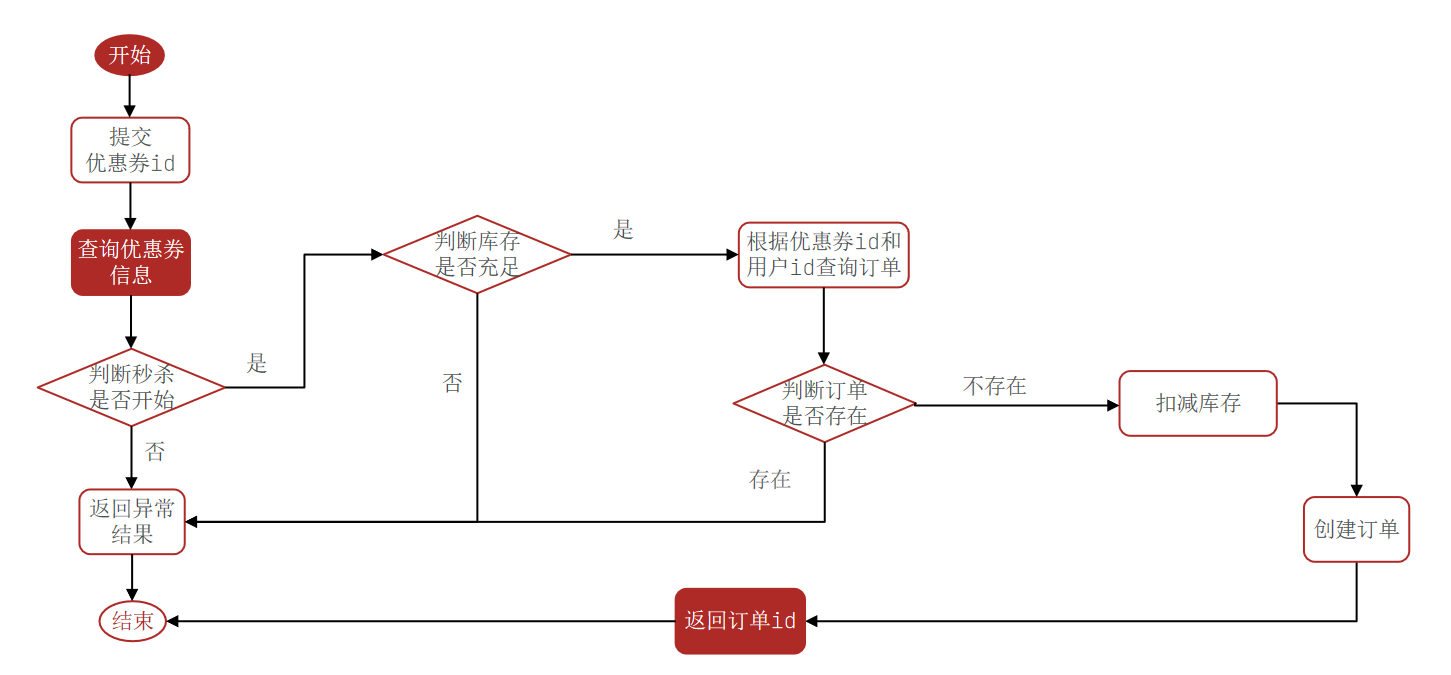 开始
提交
优惠券id
查询优惠券
信息
判断秒杀
是否开始
是
否
判断库存
是否充足
是
否
根据优惠券id和
用户id查询订单
判断订单
是否存在
不存在
存在
扣减库存
创建订单
返回异常
结果
返回订单id
结束